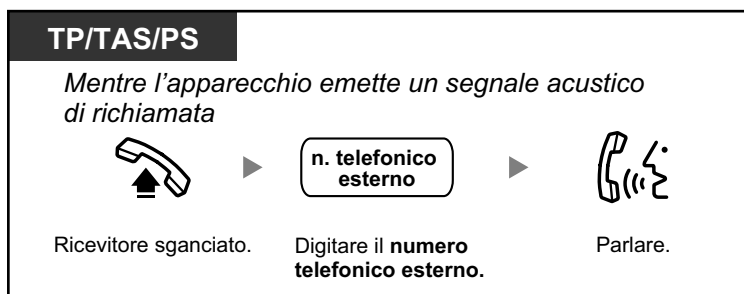 TP/TAS/PS
Mentre l'apparecchio emette un segnale acustico
di richiamata
n. telefonico
esterno
Ricevitore sganciato.
Digitare il numero
telefonico esterno.
Parlare.